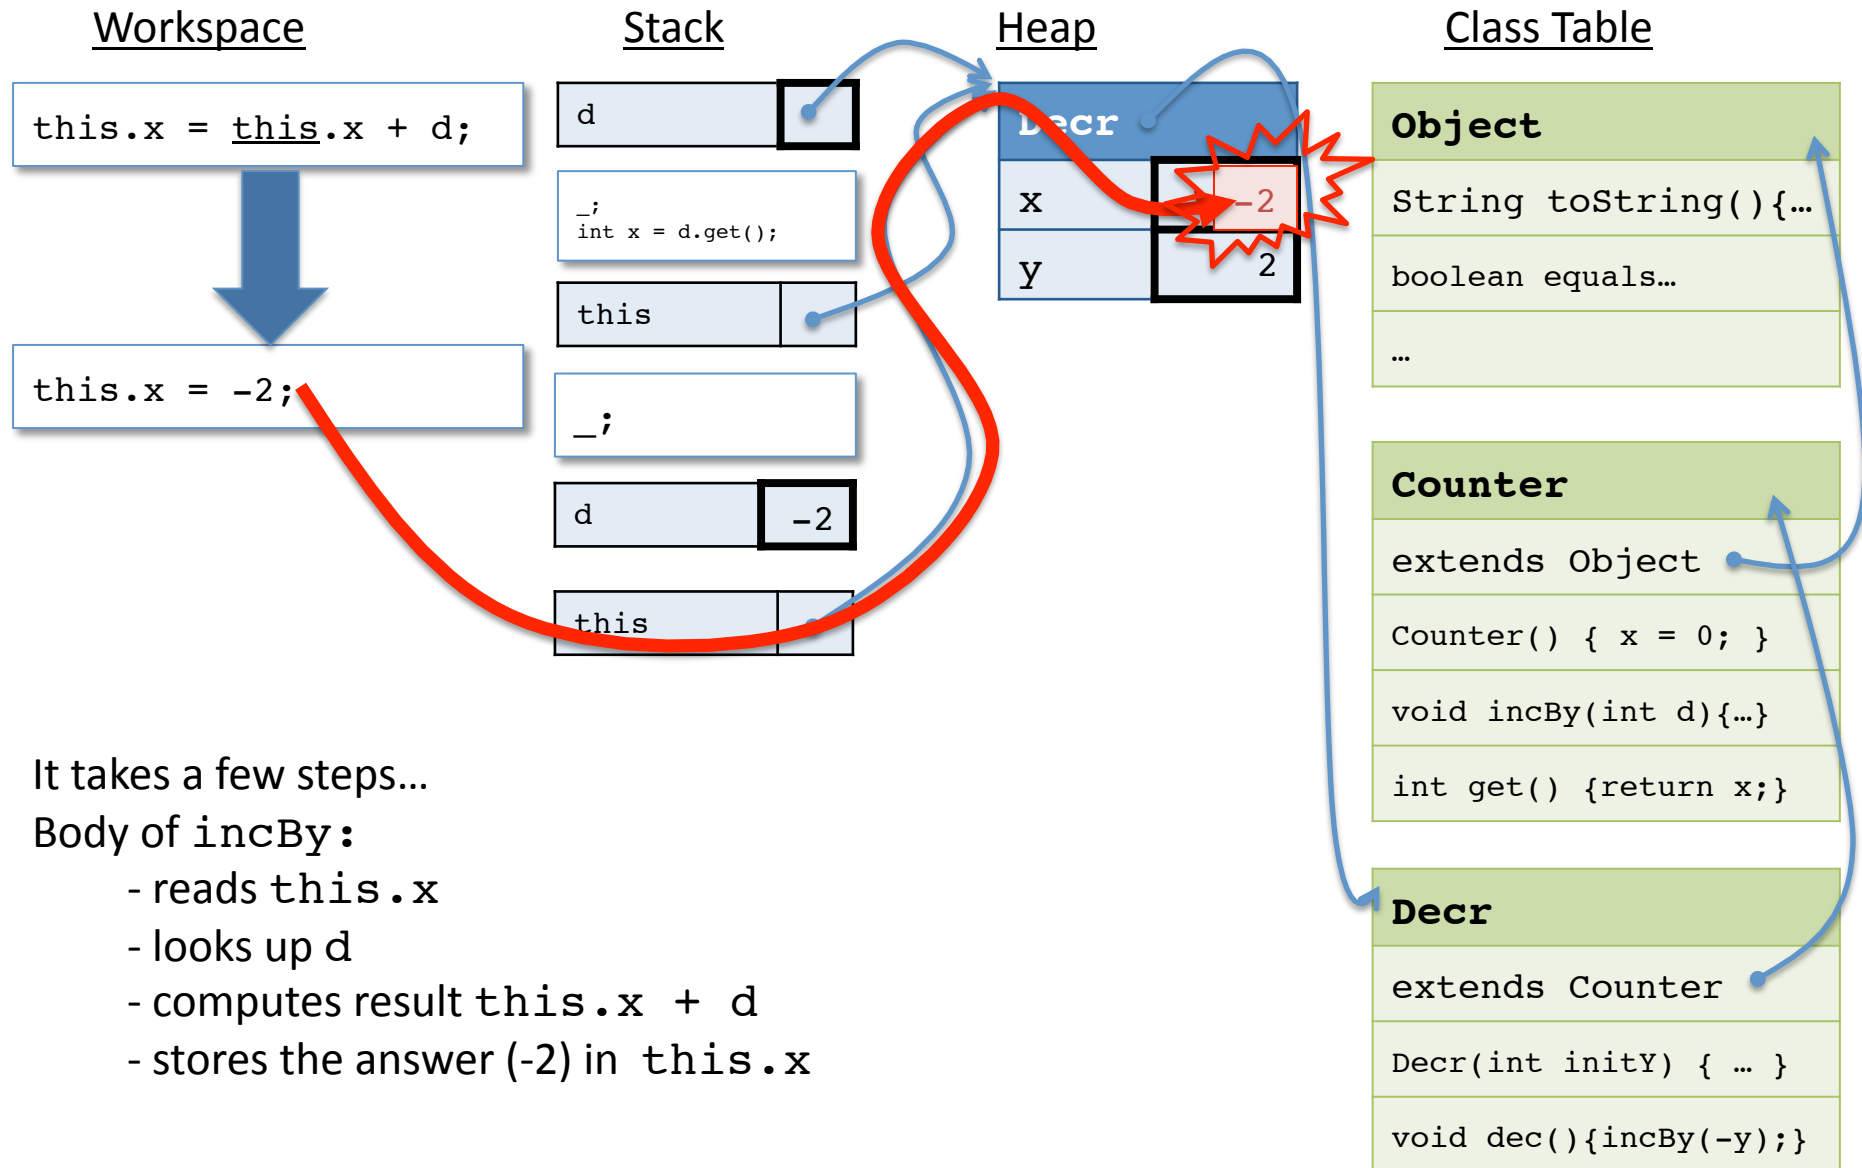 Workspace
this.x = this.x + d;
this.x = -2;
Stack
d
_;
int x = d.get();
this
_;
d -2
this
Heap
Decr
x -2
y 2
Class Table
Object
String toString(){…
boolean equals…
…
Counter
extends Object
Counter() { x = 0; }
void incBy(int d){…}
int get() {return x;}
Decr
extends Counter
Decr(int initY) { … }
void dec(){incBy(-y);}
It takes a few steps…
Body of incBy:
- reads this.x
- looks up d
- computes result this.x + d
- stores the answer (-2) in this.x